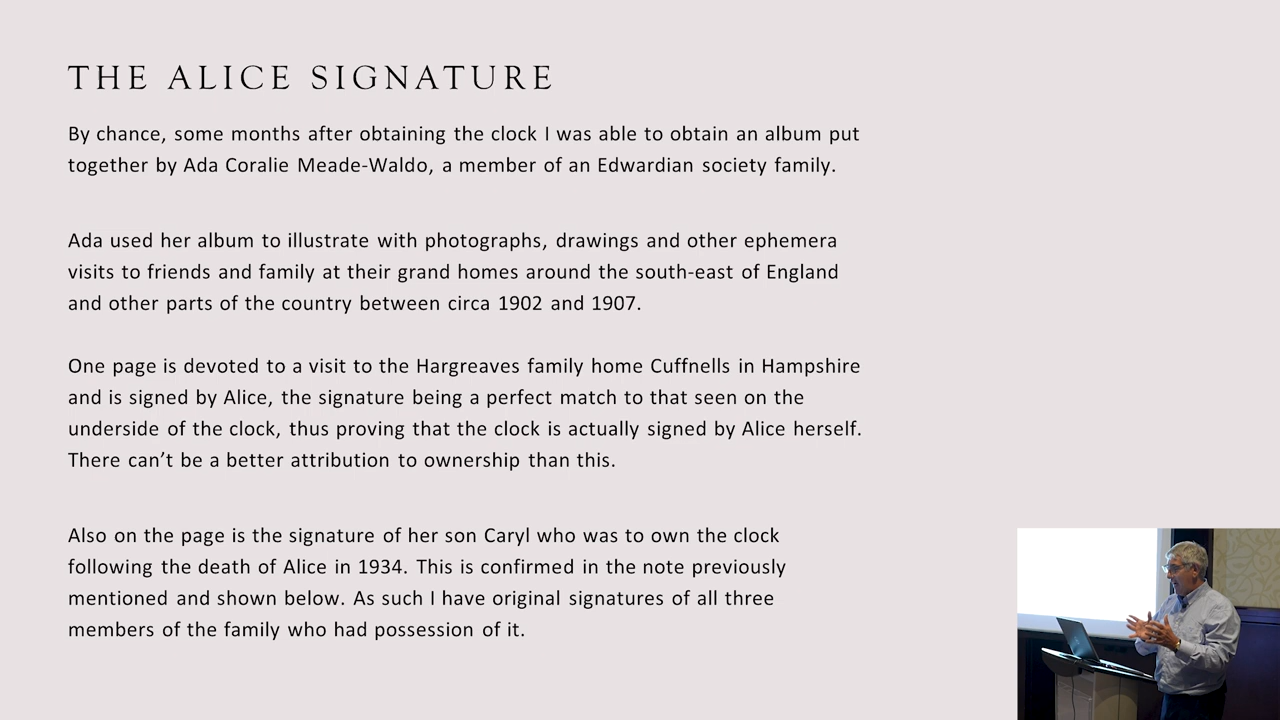 THE ALICE SIGNATURE
By chance, some months after obtaining the clock I was able to obtain an album put
together by Ada Coralie Meade-Waldo, a member of an Edwardian society family.
Ada used her album to illustrate with photographs, drawings and other ephemera
visits to friends and family at their grand homes around the south-east of England
and other parts of the country between circa 1902 and 1907.
One page is devoted to a visit to the Hargreaves family home Cuffnells in Hampshire
and is signed by Alice, the signature being a perfect match to that seen on the
underside of the clock, thus proving that the clock is actually signed by Alice herself.
There can’t be a better attribution to ownership than this.
Also on the page is the signature of her son Caryl who was to own the clock
following the death of Alice in 1934. This is confirmed in the note previously
mentioned and shown below. As such I have original signatures of all three
members of the family who had possession of it.